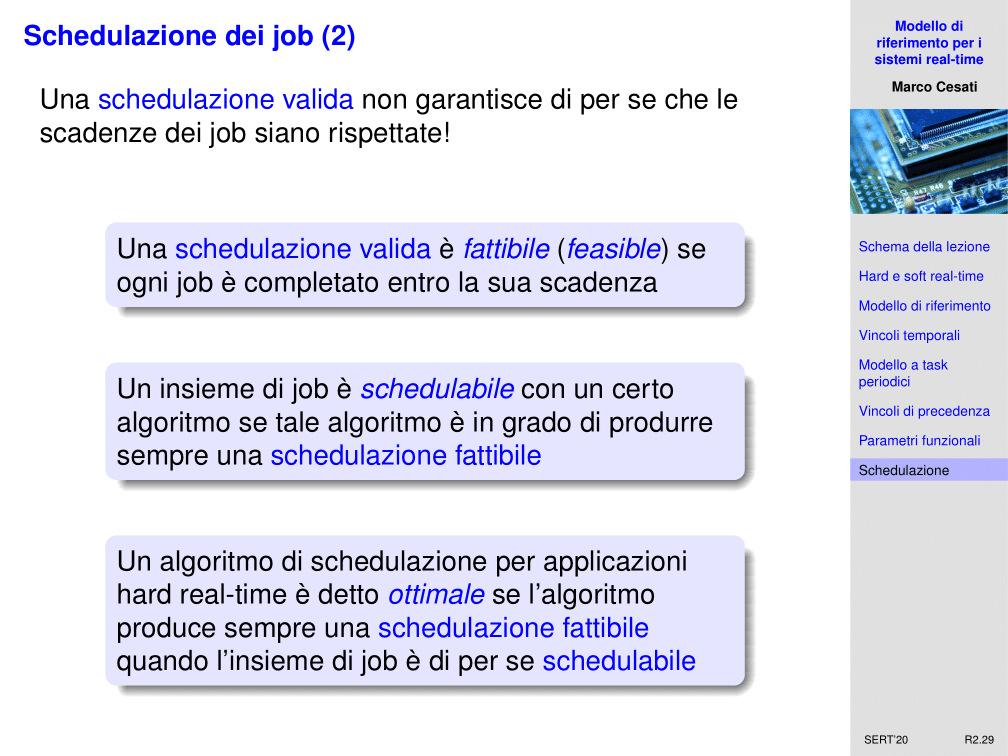 Schedulazione dei job (2)
Una schedulazione valida non garantisce di per se che le
scadenze dei job siano rispettate!
Una schedulazione valida è fattibile (feasible) se
ogni job è completato entro la sua scadenza
Un insieme di job è schedulabile con un certo
algoritmo se tale algoritmo è in grado di produrre
sempre una schedulazione fattibile
Un algoritmo di schedulazione per applicazioni
hard real-time è detto ottimale se l'algoritmo
produce sempre una schedulazione fattibile
quando l'insieme di job è di per se schedulabile
Modello di
riferimento per i
sistemi real-time
Marco Cesati
R47 R48
Schema della lezione
Hard e soft real-time
Modello di riferimento
Vincoli temporali
Modello a task
periodici
Vincoli di precedenza
Parametri funzionali
Schedulazione
SERT'20 R2.29